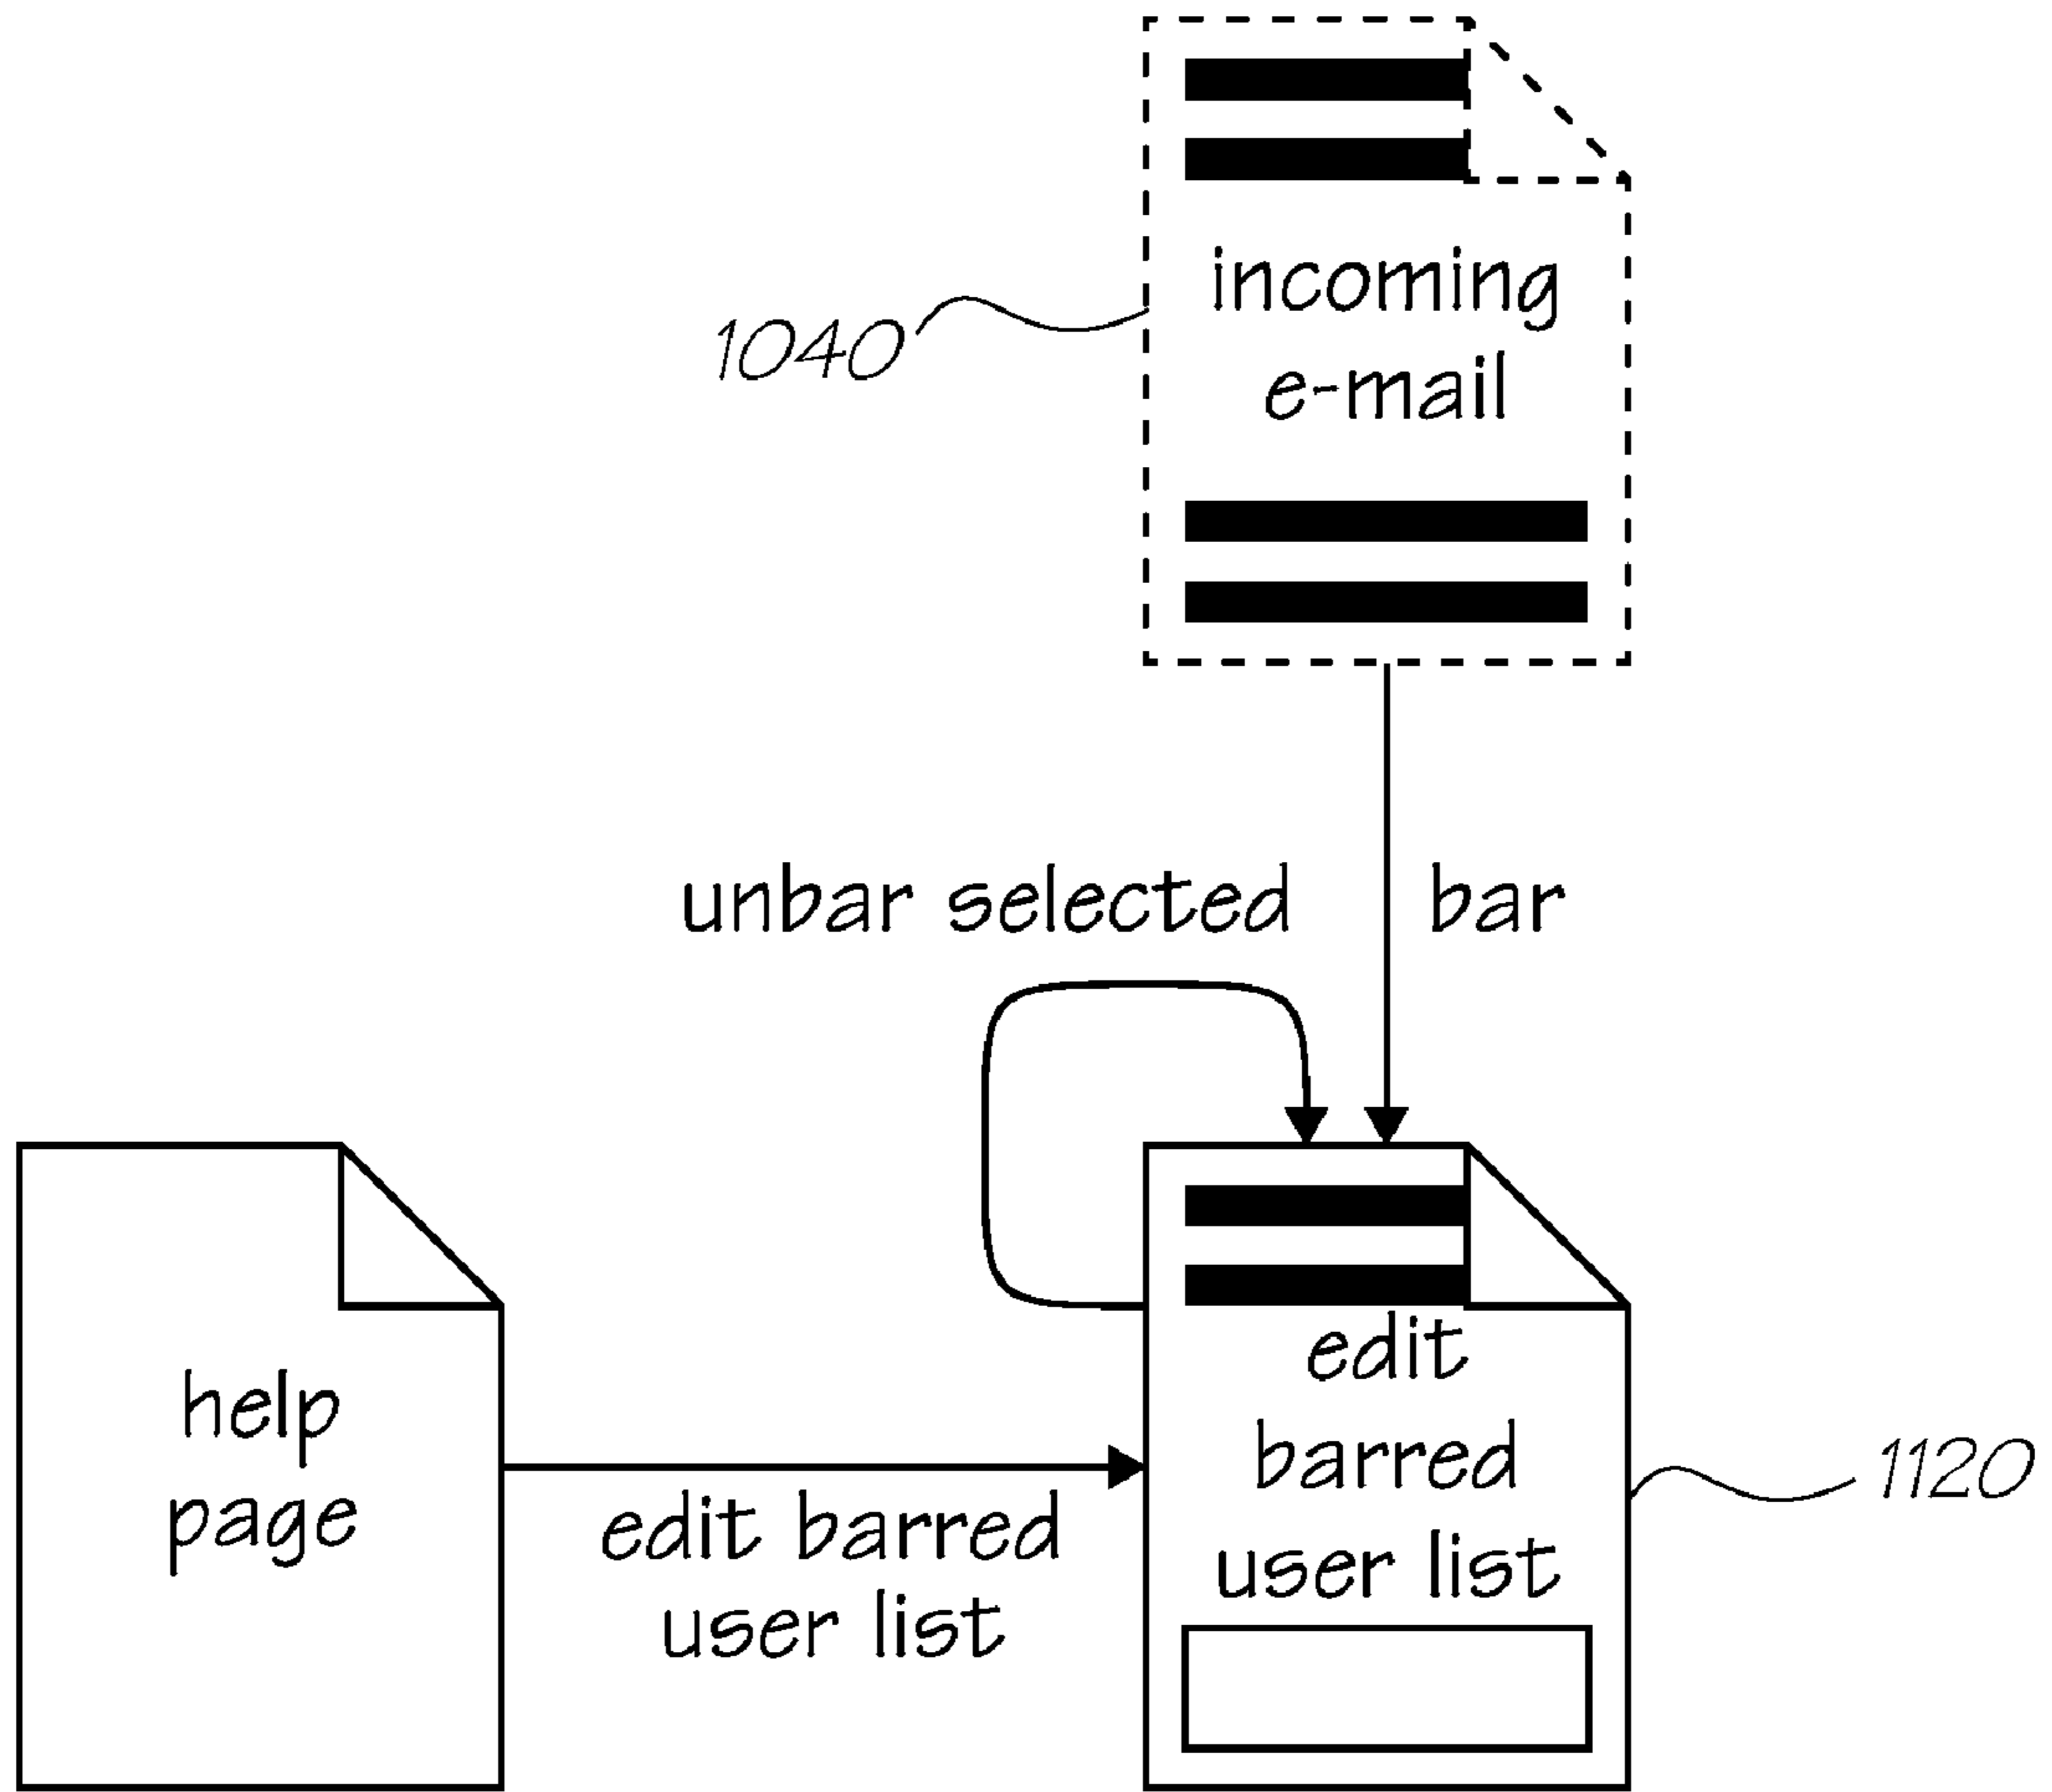 incoming
e-mail
1040
unbar selected
bar
help
page
edit barred
user list
edit
barred
user list
1120